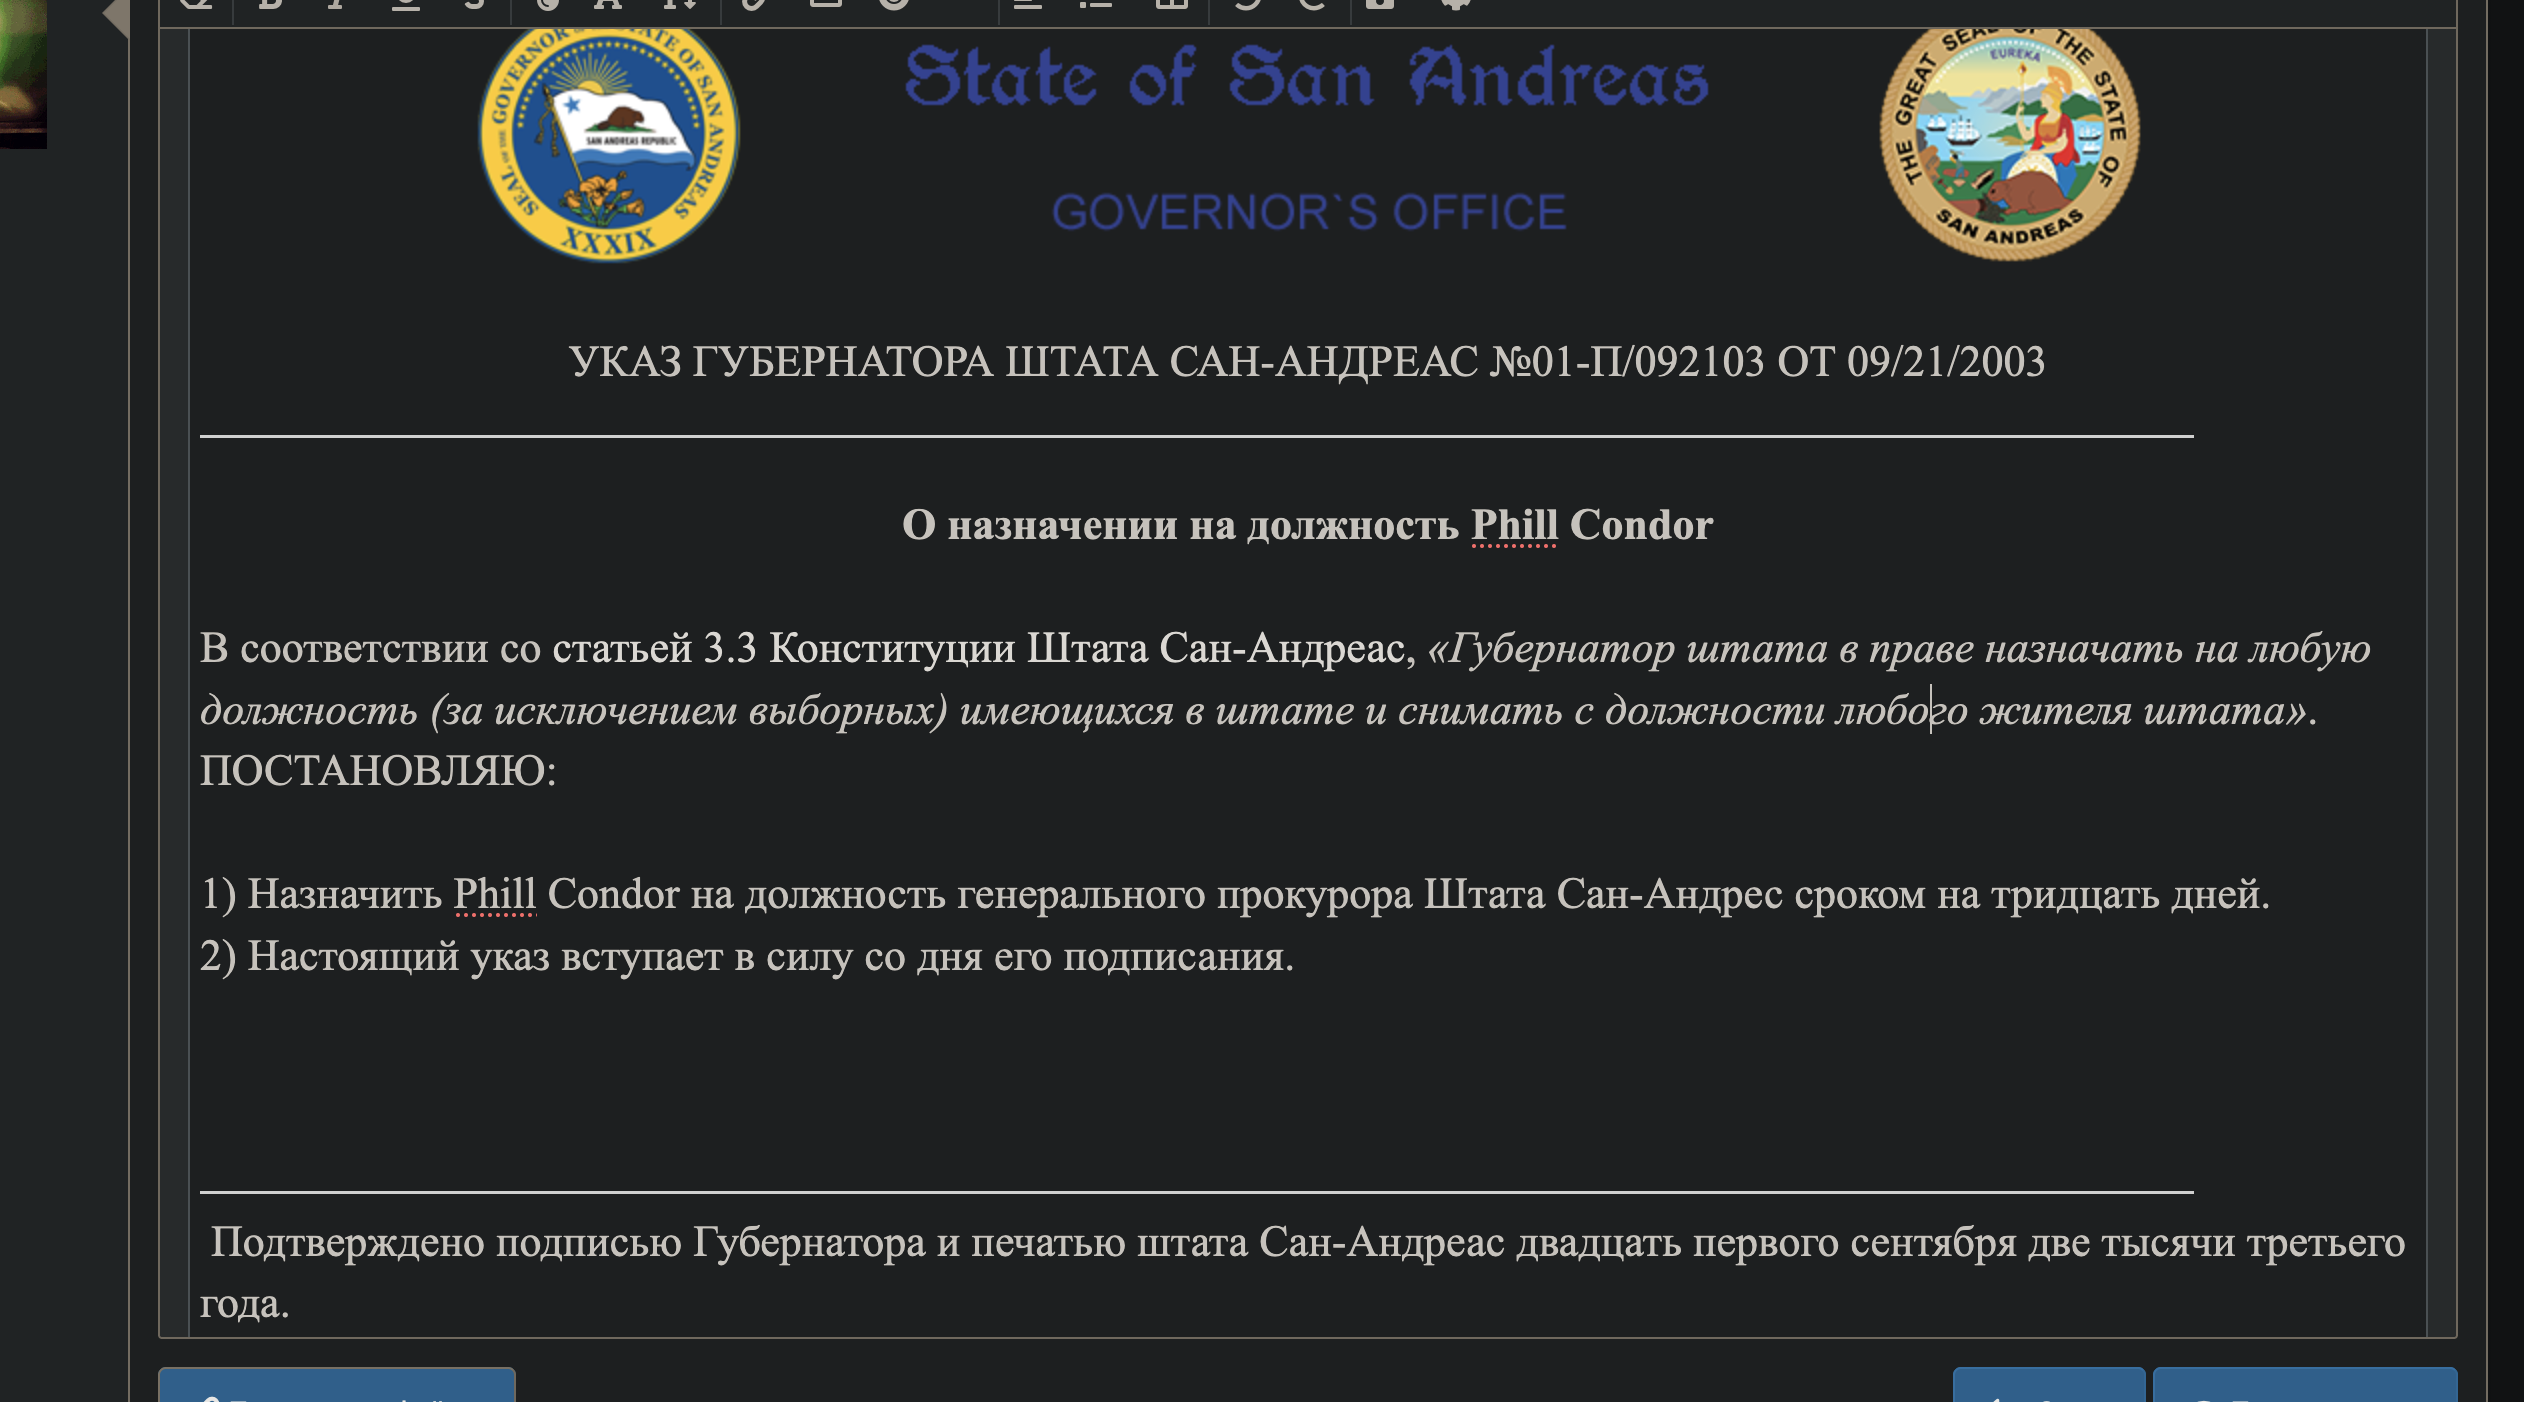 State of San Andreas
GOVERNOR`S OFFICE
SEAL OF THE GOVERNOR STATE OF SAN ANDREAS
SAN ANDREAS REPUBLIC
XXXIX
THE GREAT SEAL OF THE STATE OF SAN ANDREAS
EUREKA
УКАЗ ГУБЕРНАТОРА ШТАТА САН-АНДРЕАС №01-П/092103 ОТ 09/21/2003
О назначении на должность Phill Condor
В соответствии со статьей 3.3 Конституции Штата Сан-Андреас, «Губернатор штата в праве назначать на любую
должность (за исключением выборных) имеющихся в штате и снимать с должности любого жителя штата».
ПОСТАНОВЛЯЮ:
1) Назначить Phill Condor на должность генерального прокурора Штата Сан-Андрес сроком на тридцать дней.
2) Настоящий указ вступает в силу со дня его подписания.
Подтверждено подписью Губернатора и печатью штата Сан-Андреас двадцать первого сентября две тысячи третьего
года.